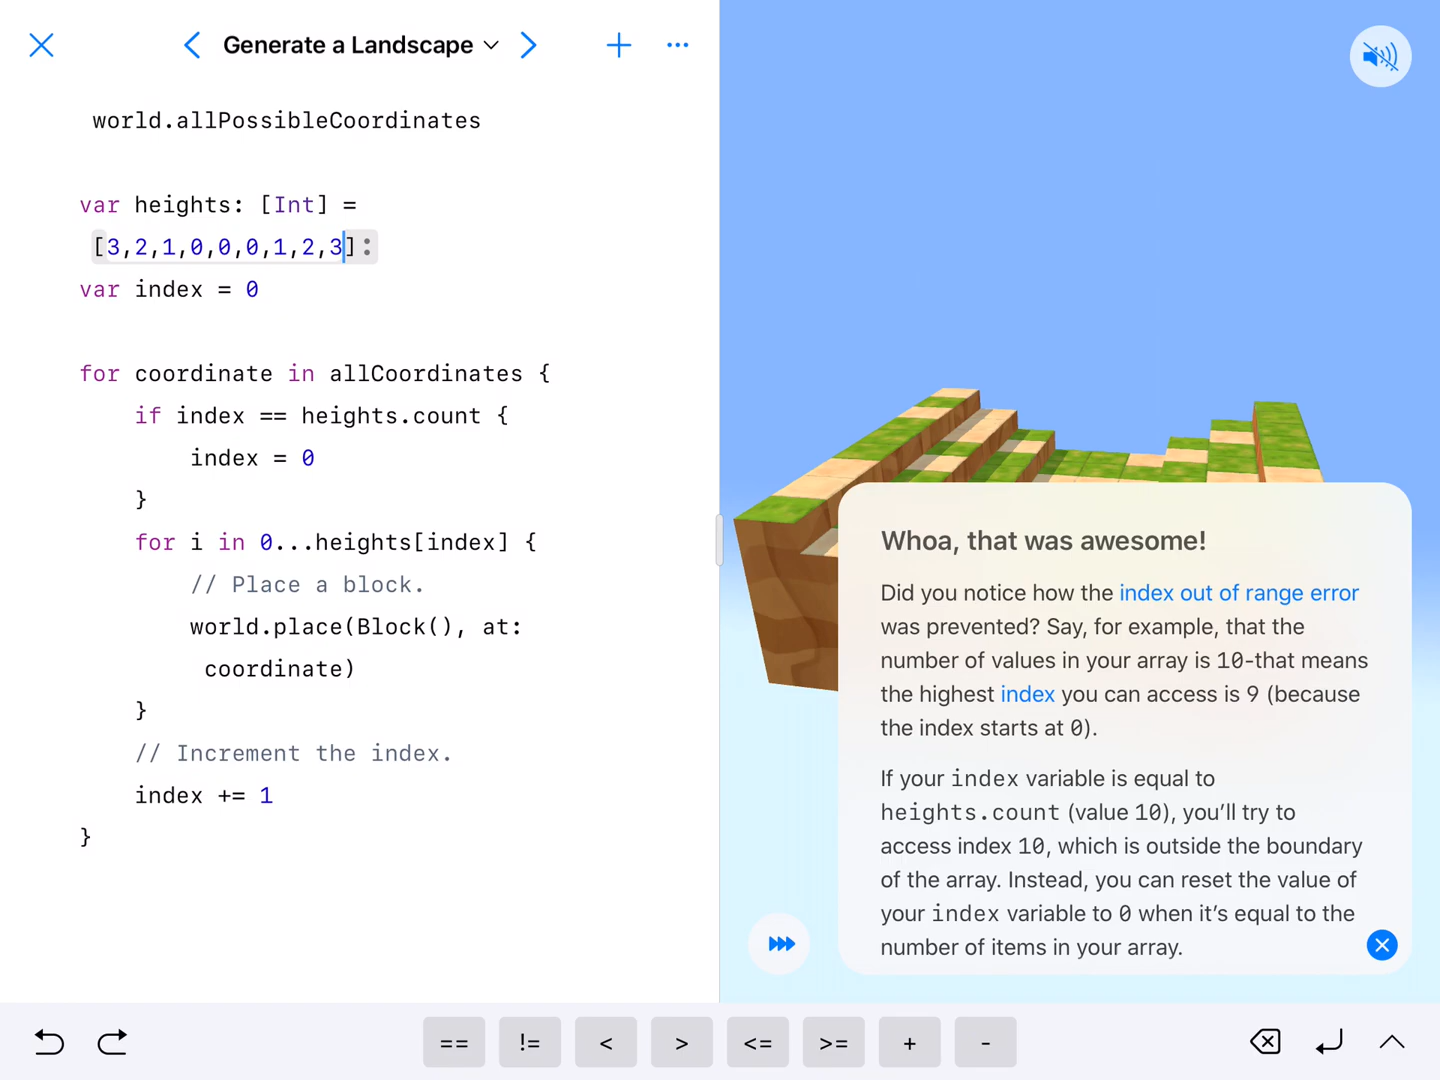 Generate a Landscape
world.allPossibleCoordinates
var heights: [Int] =
[3,2,1,0,0,0,1,2,3]:
var index = 0
for coordinate in allCoordinates {
if index == heights.count {
index = 0
}
for i in 0...heights[index] {
// Place a block.
world.place(Block(), at:
coordinate)
}
// Increment the index.
index += 1
}
Whoa, that was awesome!
Did you notice how the index out of range error
was prevented? Say, for example, that the
number of values in your array is 10-that means
the highest index you can access is 9 (because
the index starts at 0).
If your index variable is equal to
heights.count (value 10), you’ll try to
access index 10, which is outside the boundary
of the array. Instead, you can reset the value of
your index variable to 0 when it’s equal to the
number of items in your array.
== != < > <= >= + -